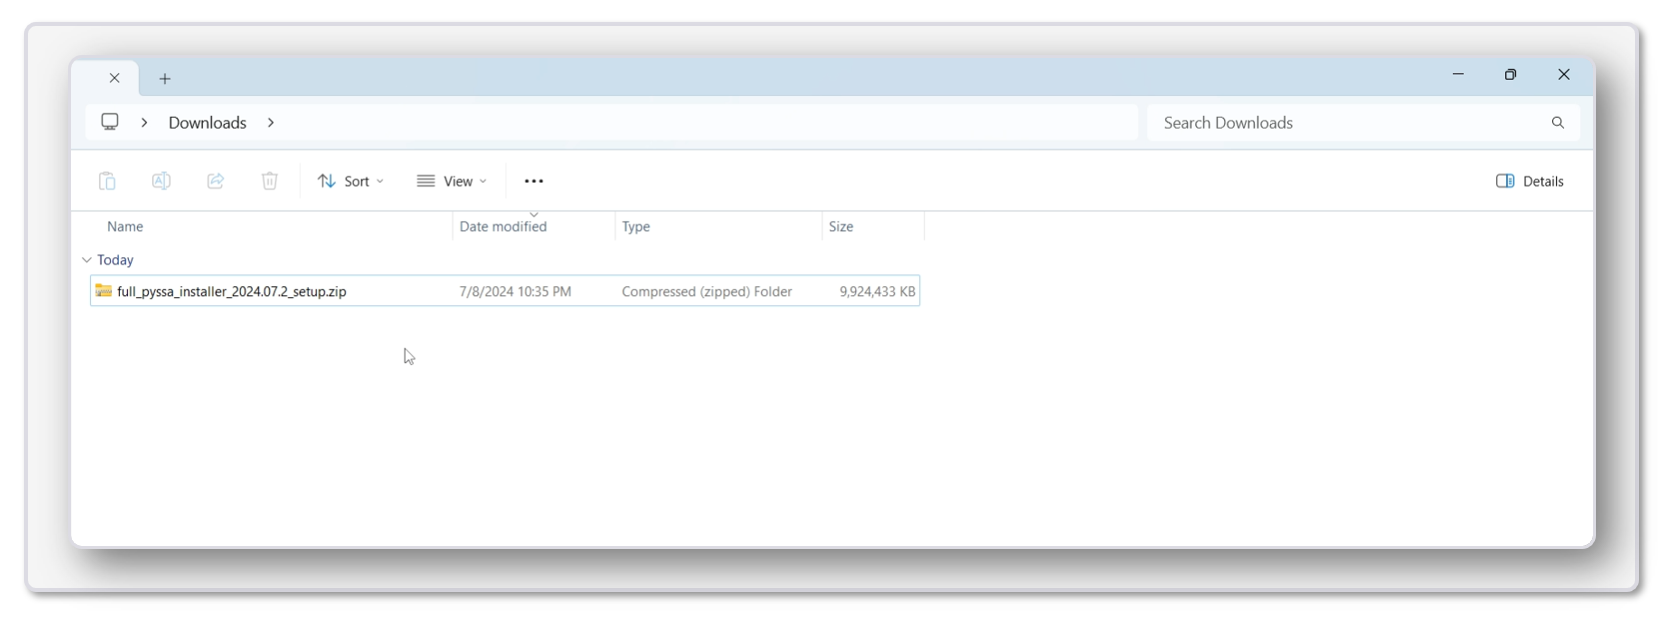 Downloads
Search Downloads
Sort
View
Details
Name
Date modified
Type
Size
Today
full_pyssa_installer_2024.07.2_setup.zip
7/8/2024 10:35 PM
Compressed (zipped) Folder
9,924,433 KB